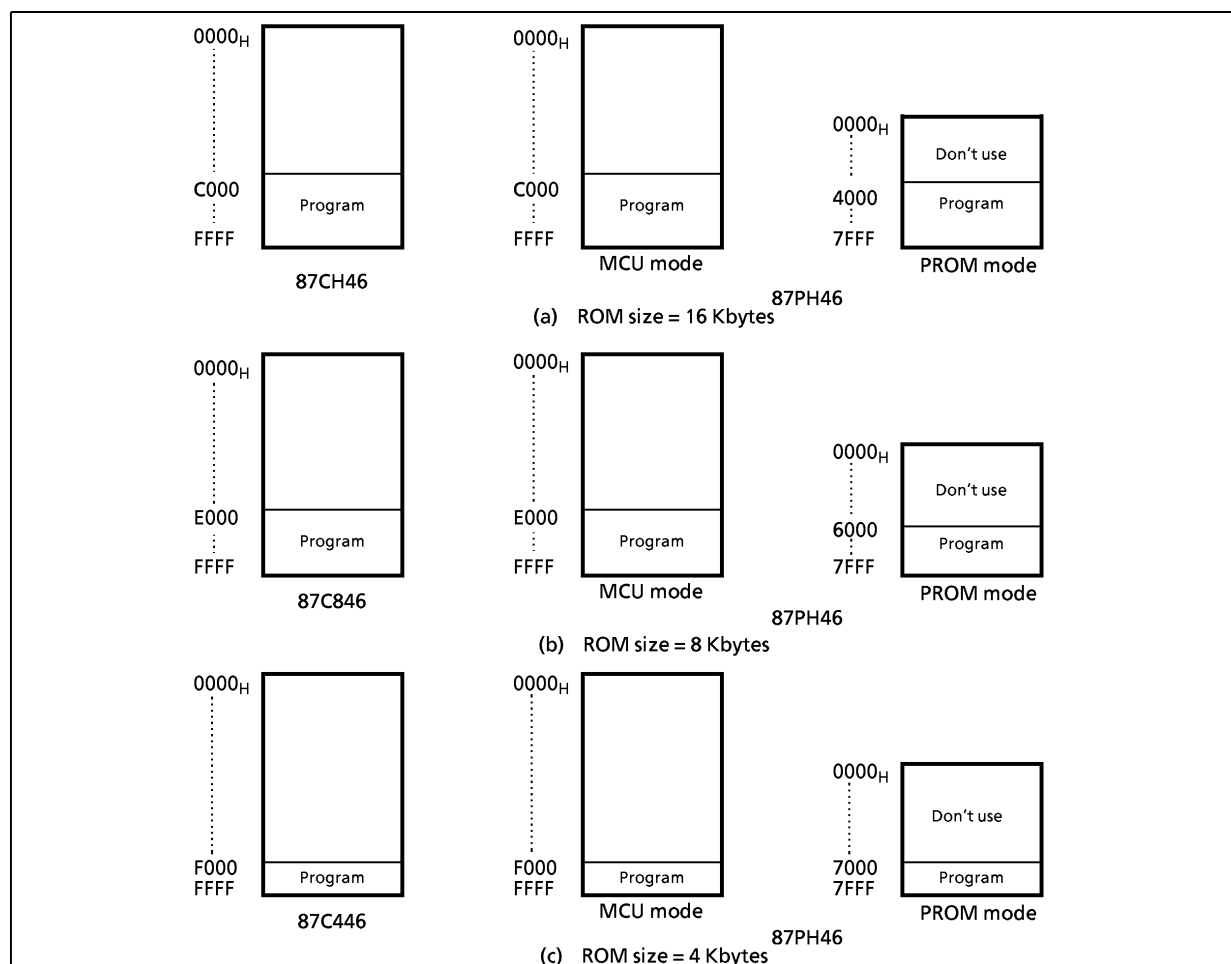 0000H
C000
FFFF
Program
87CH46
0000H
C000
FFFF
Program
MCU mode
0000H
4000
7FFF
Don't use
Program
PROM mode
87PH46
(a) ROM size = 16 Kbytes
0000H
E000
FFFF
Program
87C846
0000H
E000
FFFF
Program
MCU mode
0000H
6000
7FFF
Don't use
Program
PROM mode
87PH46
(b) ROM size = 8 Kbytes
0000H
F000
FFFF
Program
87C446
0000H
F000
FFFF
Program
MCU mode
0000H
7000
7FFF
Don't use
Program
PROM mode
87PH46
(c) ROM size = 4 Kbytes